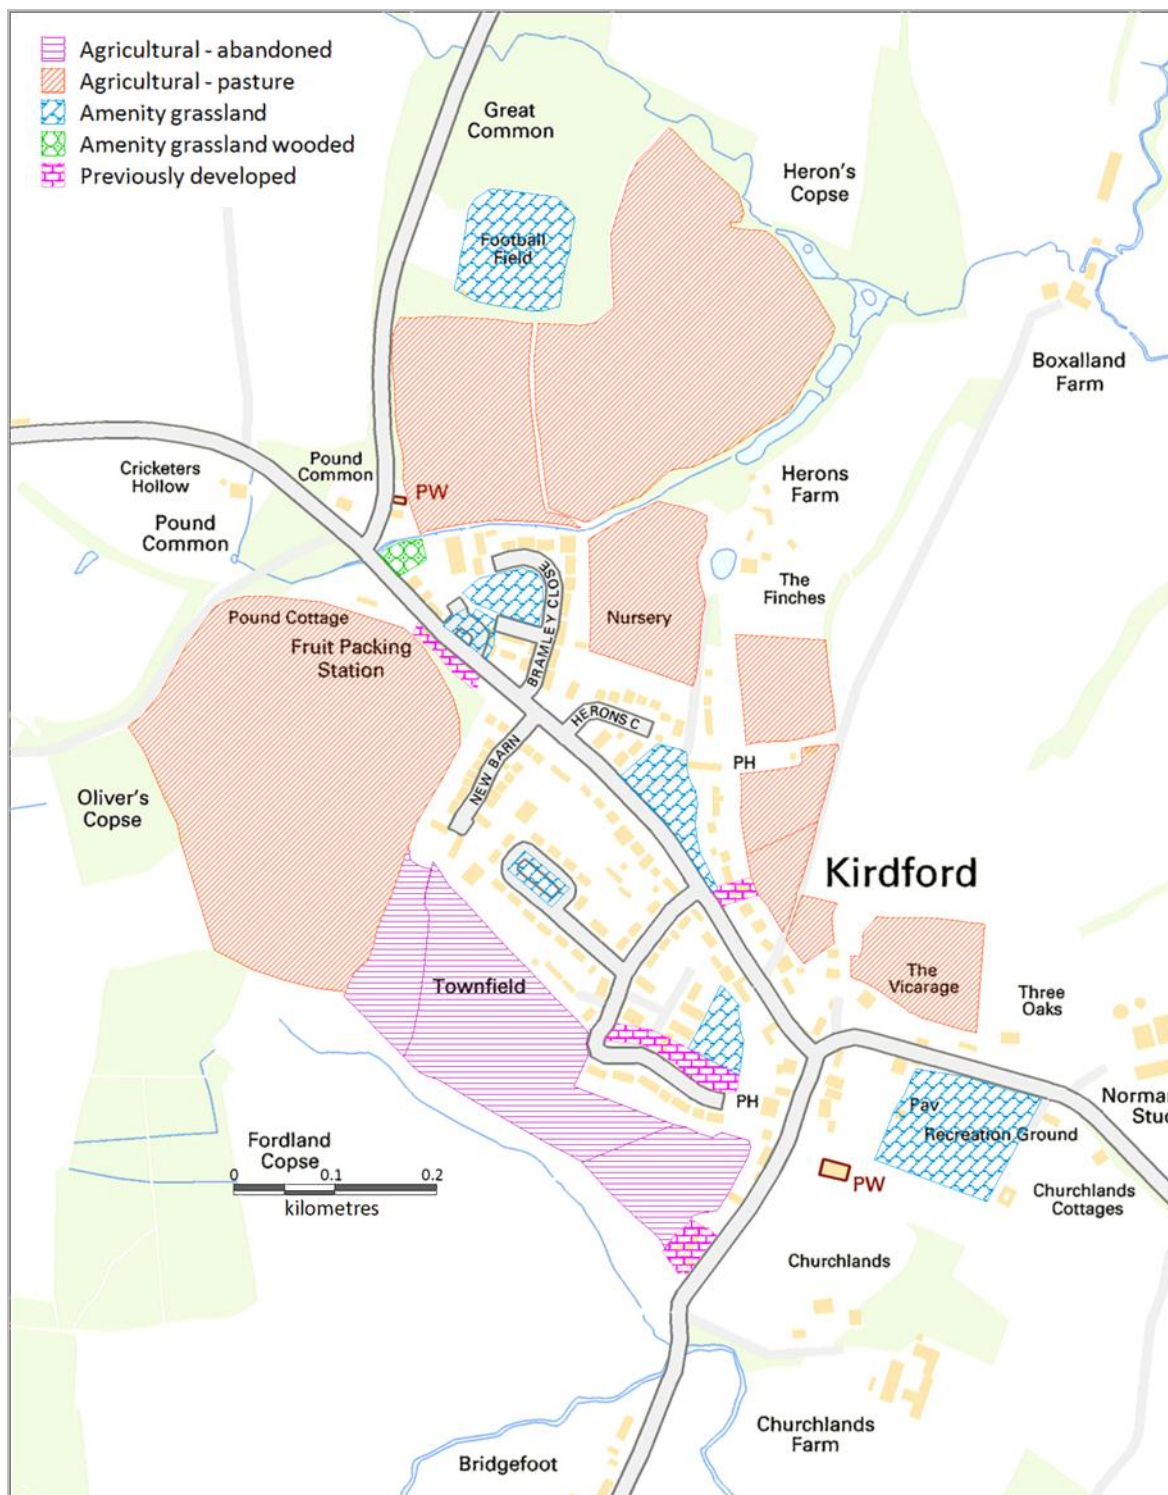 Agricultural - abandoned
Agricultural - pasture
Amenity grassland
Amenity grassland wooded
Previously developed
Great
Common
Heron's
Copse
Football
Field
Boxalland
Farm
Pound
Common
Cricketers
Hollow
PW
Herons
Farm
Pound
Common
The
Finches
Pound Cottage
Nursery
Fruit Packing
Station
BRAMLEY CLOSE
HERONS C
NEW BARN
PH
Oliver's
Copse
Kirdford
Townfield
The
Vicarage
Three
Oaks
PH
Pav
Recreation Ground
Norma
Stu
Fordland
Copse
0 0.1 0.2
kilometres
PW
Churchlands
Cottages
Churchlands
Churchlands
Farm
Bridgefoot